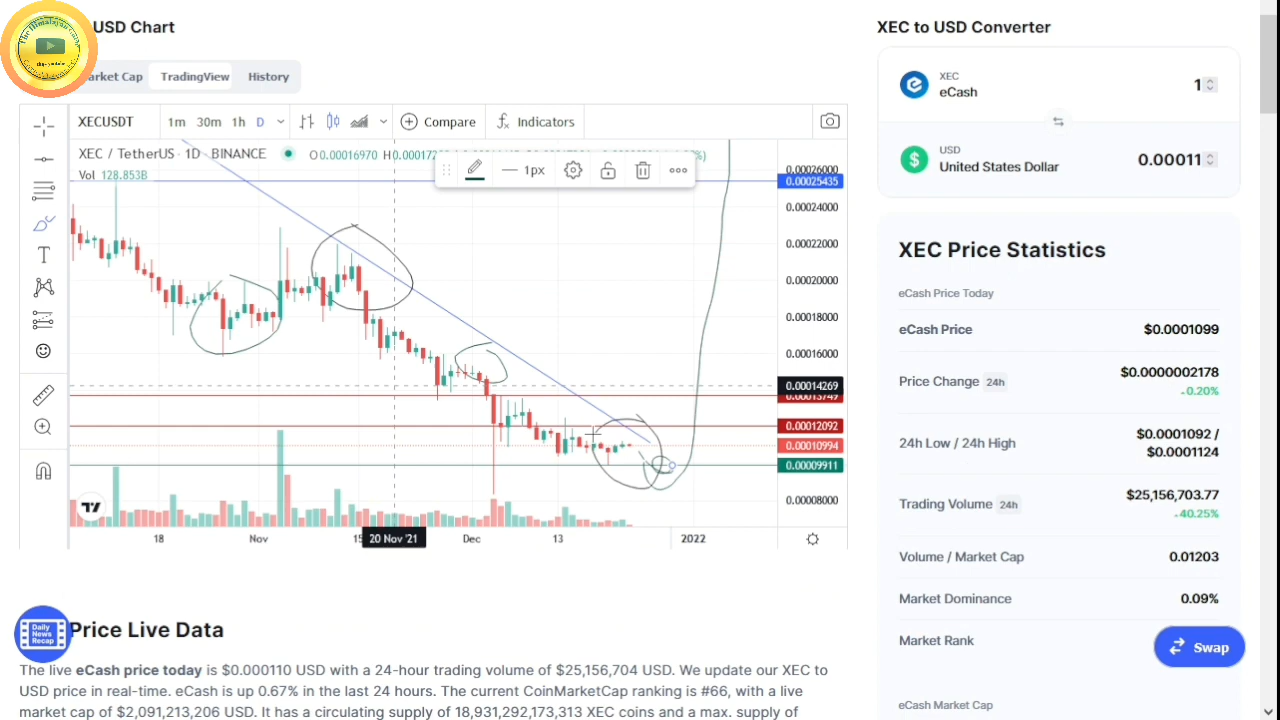 The Himalayan Guruz
USD Chart
Market Cap
TradingView
History
XECUSDT
1m 30m 1h D
Compare
Indicators
XEC / TetherUS · 1D · BINANCE
O0.00016970
1px
Vol 128.853B
0.00026000
0.00025435
0.00024000
0.00022000
0.00020000
0.00018000
0.00016000
0.00014269
0.00013749
0.00012092
0.00010994
0.00009911
0.00008000
18
Nov
20 Nov '21
Dec
13
2022
Daily
News
Recap
Price Live Data
The live eCash price today is $0.000110 USD with a 24-hour trading volume of $25,156,704 USD. We update our XEC to
USD price in real-time. eCash is up 0.67% in the last 24 hours. The current CoinMarketCap ranking is #66, with a live
market cap of $2,091,213,206 USD. It has a circulating supply of 18,931,292,173,313 XEC coins and a max. supply of
XEC to USD Converter
XEC
eCash
1
USD
United States Dollar
0.00011
XEC Price Statistics
eCash Price Today
eCash Price
$0.0001099
Price Change 24h
$0.0000002178
0.20%
24h Low / 24h High
$0.0001092 /
$0.0001124
Trading Volume 24h
$25,156,703.77
40.25%
Volume / Market Cap
0.01203
Market Dominance
0.09%
Market Rank
Swap
eCash Market Cap